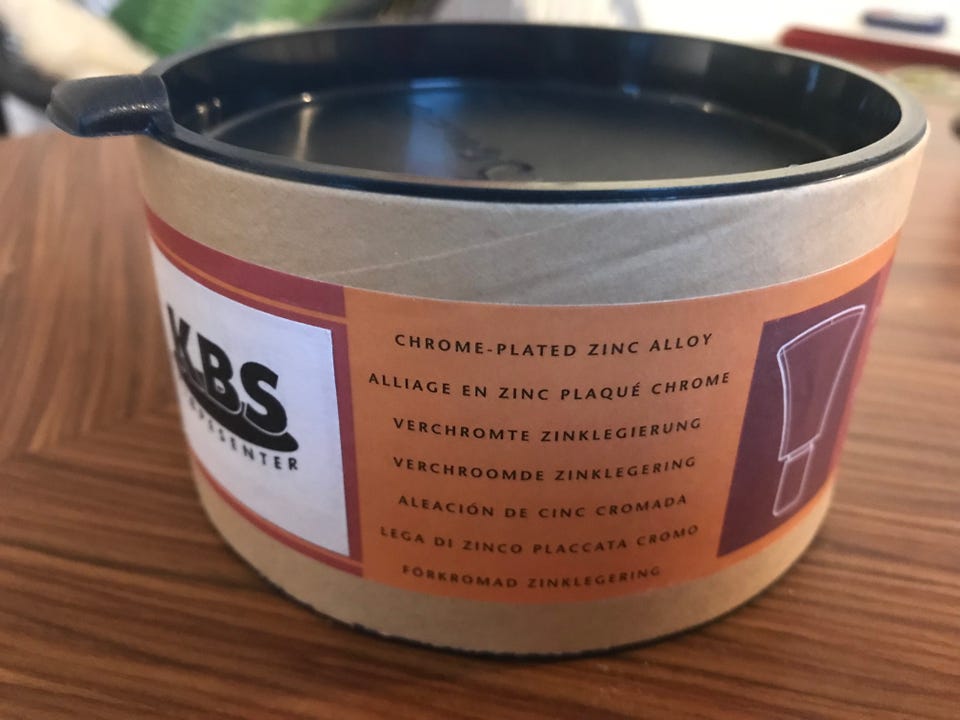 KBS
CHROME-PLATED ZINC ALLOY
ALLIAGE EN ZINC PLAQUÉ CHROME
VERCHROMTE ZINKLEGIERUNG
VERCHROOMDE ZINKLEGERING
ALEACIÓN DE CINC CROMADA
LEGA DI ZINCO PLACCATA CROMO
FÖRKROMAD ZINKLEGERING